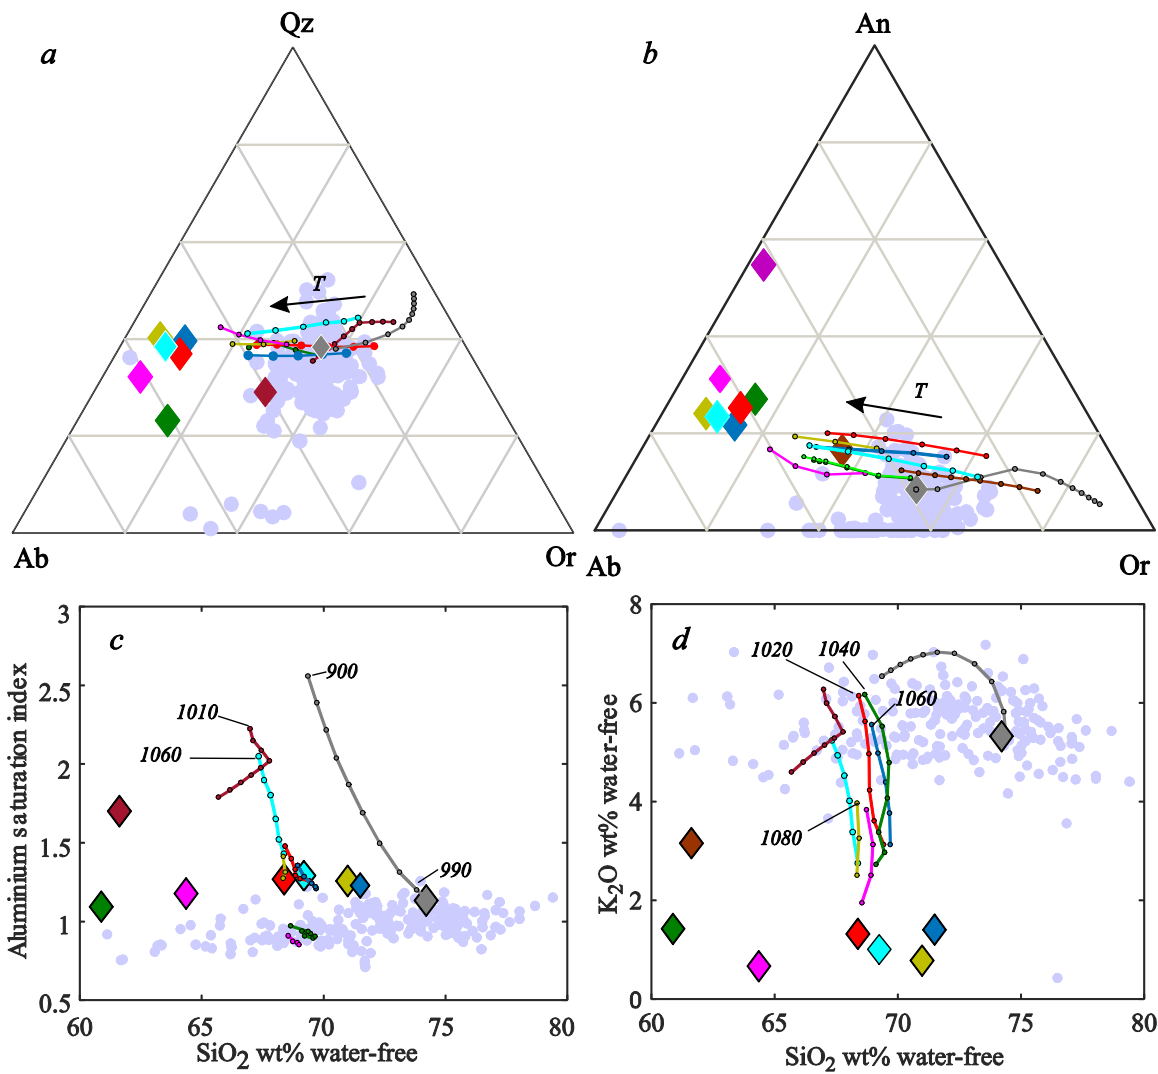 Qz
An
a
b
T
T
Ab
Or
Ab
Or
3
2.5
2
1.5
1
0.5
Aluminium saturation index
c
900
1010
1060
990
60
65
70
75
80
SiO2 wt% water-free
8
6
4
2
0
K2O wt% water-free
d
1020
1040
1060
1080
60
65
70
75
80
SiO2 wt% water-free